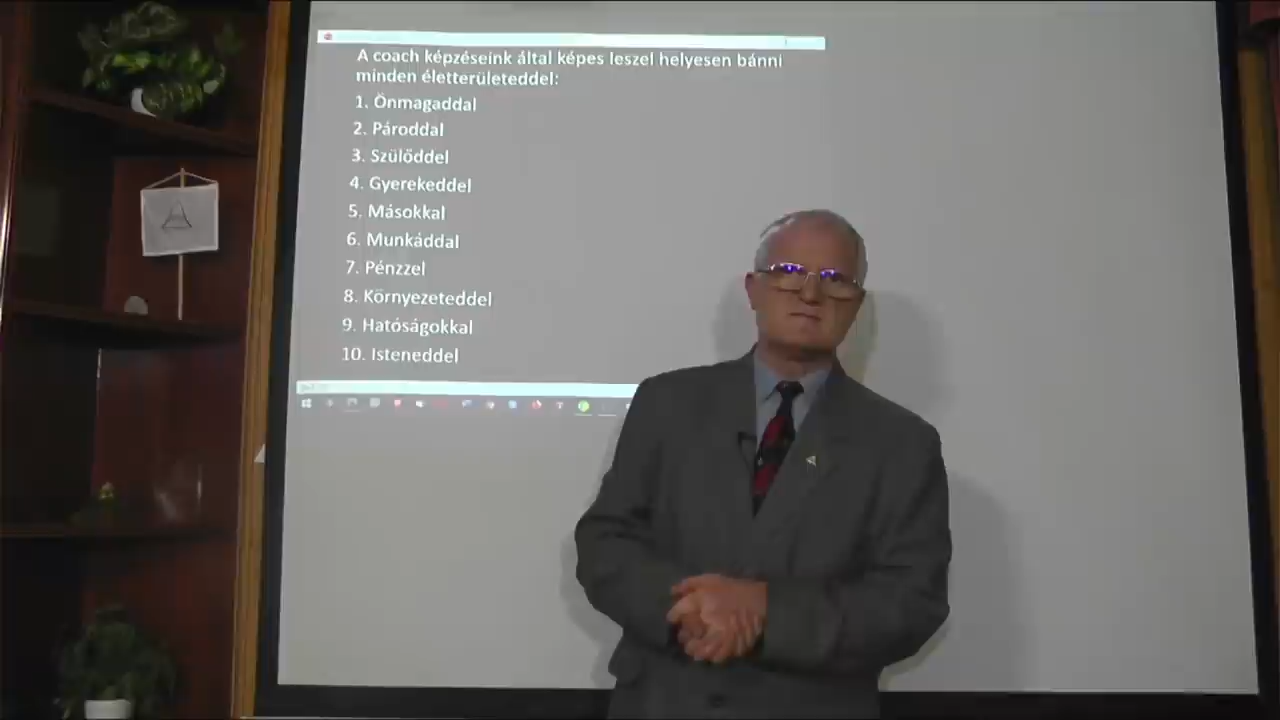 A coach képzéseink által képes leszel helyesen bánni
minden életterületeddel:
1. Önmagaddal
2. Pároddal
3. Szülőddel
4. Gyerekeddel
5. Másokkal
6. Munkáddal
7. Pénzzel
8. Környezeteddel
9. Hatóságokkal
10. Isteneddel